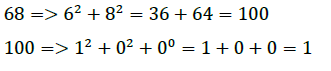 68 => 6² + 8² = 36 + 64 = 100
100 => 1² + 0² + 0⁰ = 1 + 0 + 0 = 1